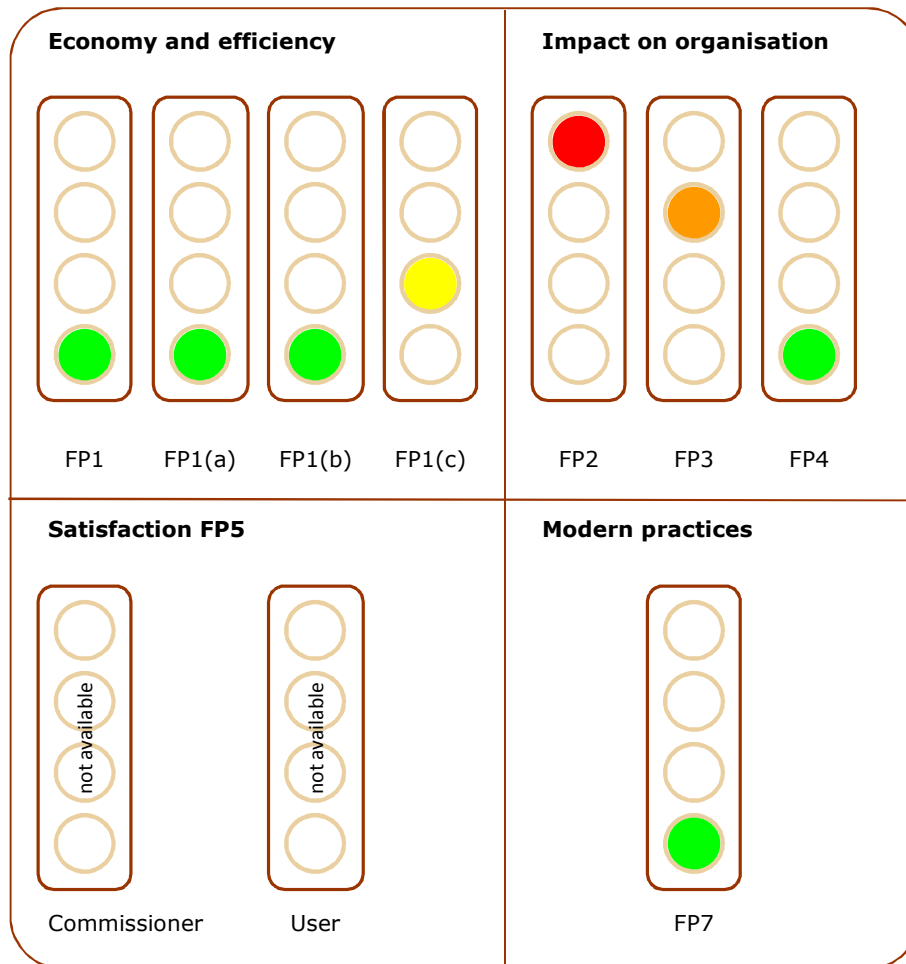 Economy and efficiency
Impact on organisation
FP1 FP1(a) FP1(b) FP1(c)
FP2 FP3 FP4
Satisfaction FP5
Modern practices
not available
not available
Commissioner User
FP7